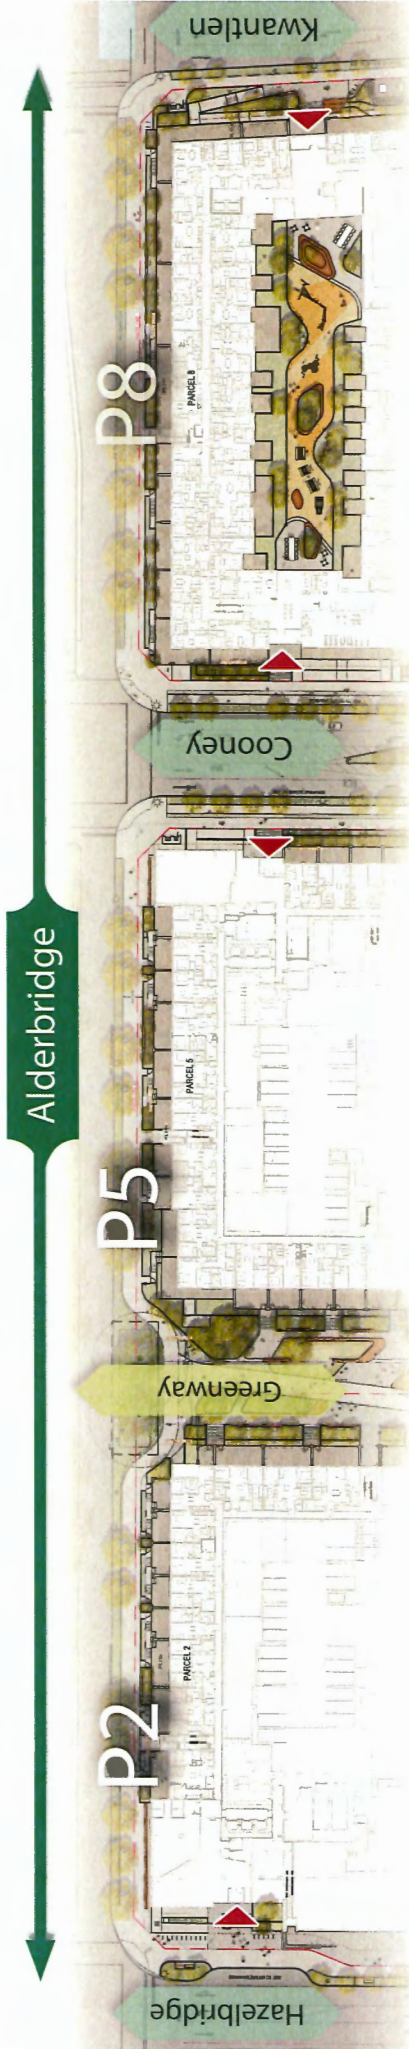 Kwantlen
P8
PARCEL 8
Cooney
Alderbridge
PARCEL 5
P5
Greenway
PARCEL 2
P2
Hazelbridge